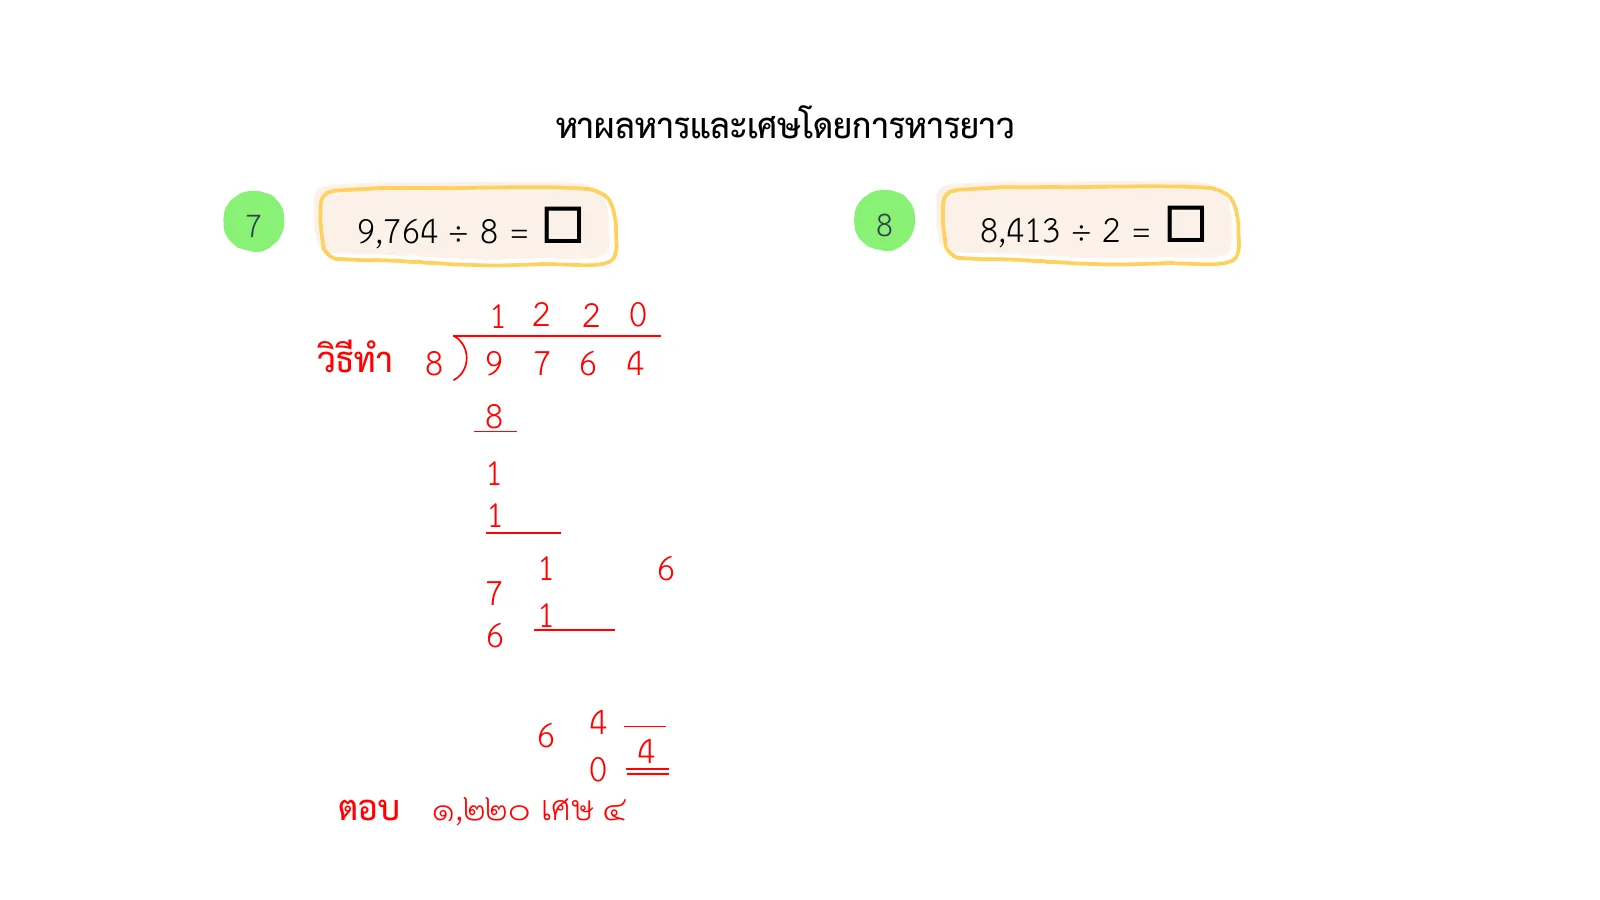 หาผลหารและเศษโดยการหารยาว
7 9,764 ÷ 8 = □
8 8,413 ÷ 2 = □
1 2 2 0
วิธีทำ 8 ) 9 7 6 4
8
1
1
1 6
7
1
6
4
6 4
0
ตอบ ๑,๒๒๐ เศษ ๔